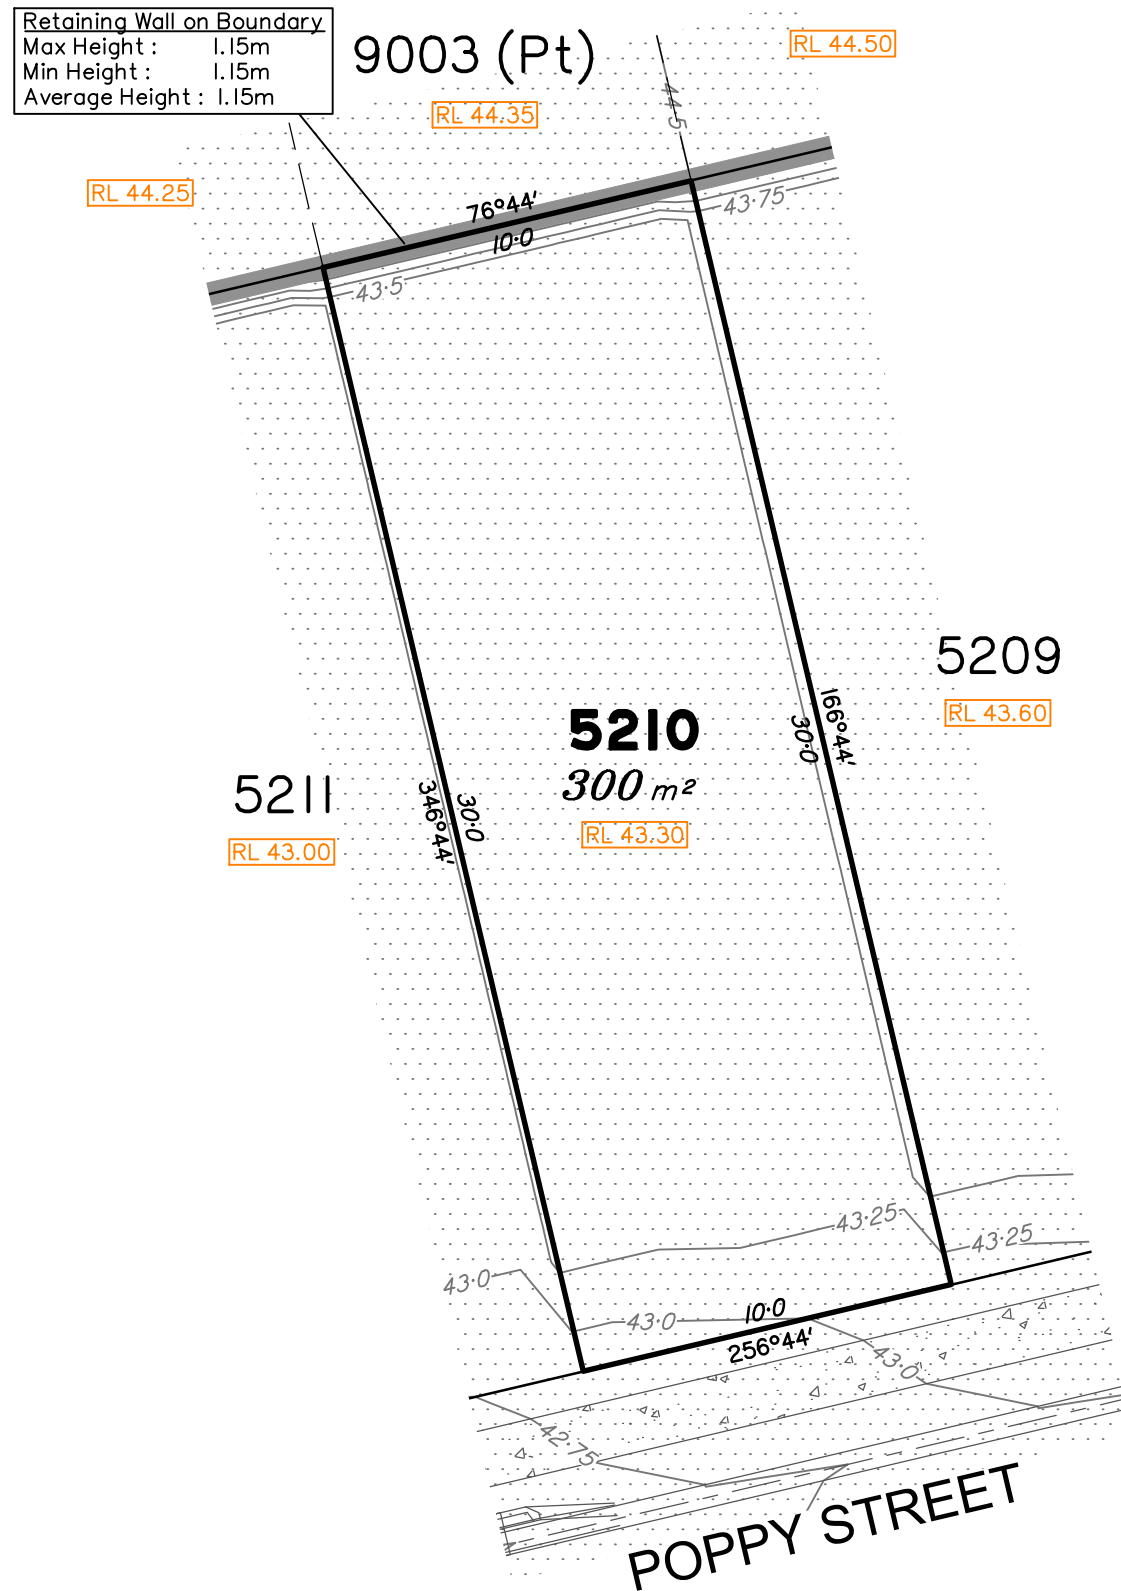 Retaining Wall on Boundary
Max Height : 1.15m
Min Height : 1.15m
Average Height : 1.15m
9003 (Pt)
RL 44.50
RL 44.35
44.5
RL 44.25
76°44'
10·0
43·75
43·5
5209
RL 43.60
166°44'
30·0
5210
300 m²
RL 43.30
5211
RL 43.00
346°44'
30·0
43·25
43·25
43·0
43·0
10·0
256°44'
43·0
42·75
POPPY STREET